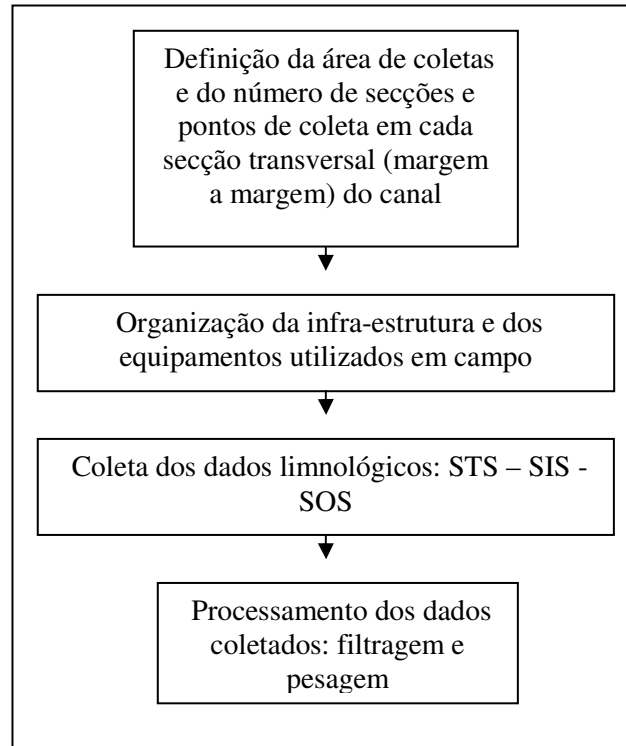 Definição da área de coletas
e do número de secções e
pontos de coleta em cada
secção transversal (margem
a margem) do canal
Organização da infra-estrutura e dos
equipamentos utilizados em campo
Coleta dos dados limnológicos: STS – SIS -
SOS
Processamento dos dados
coletados: filtragem e
pesagem